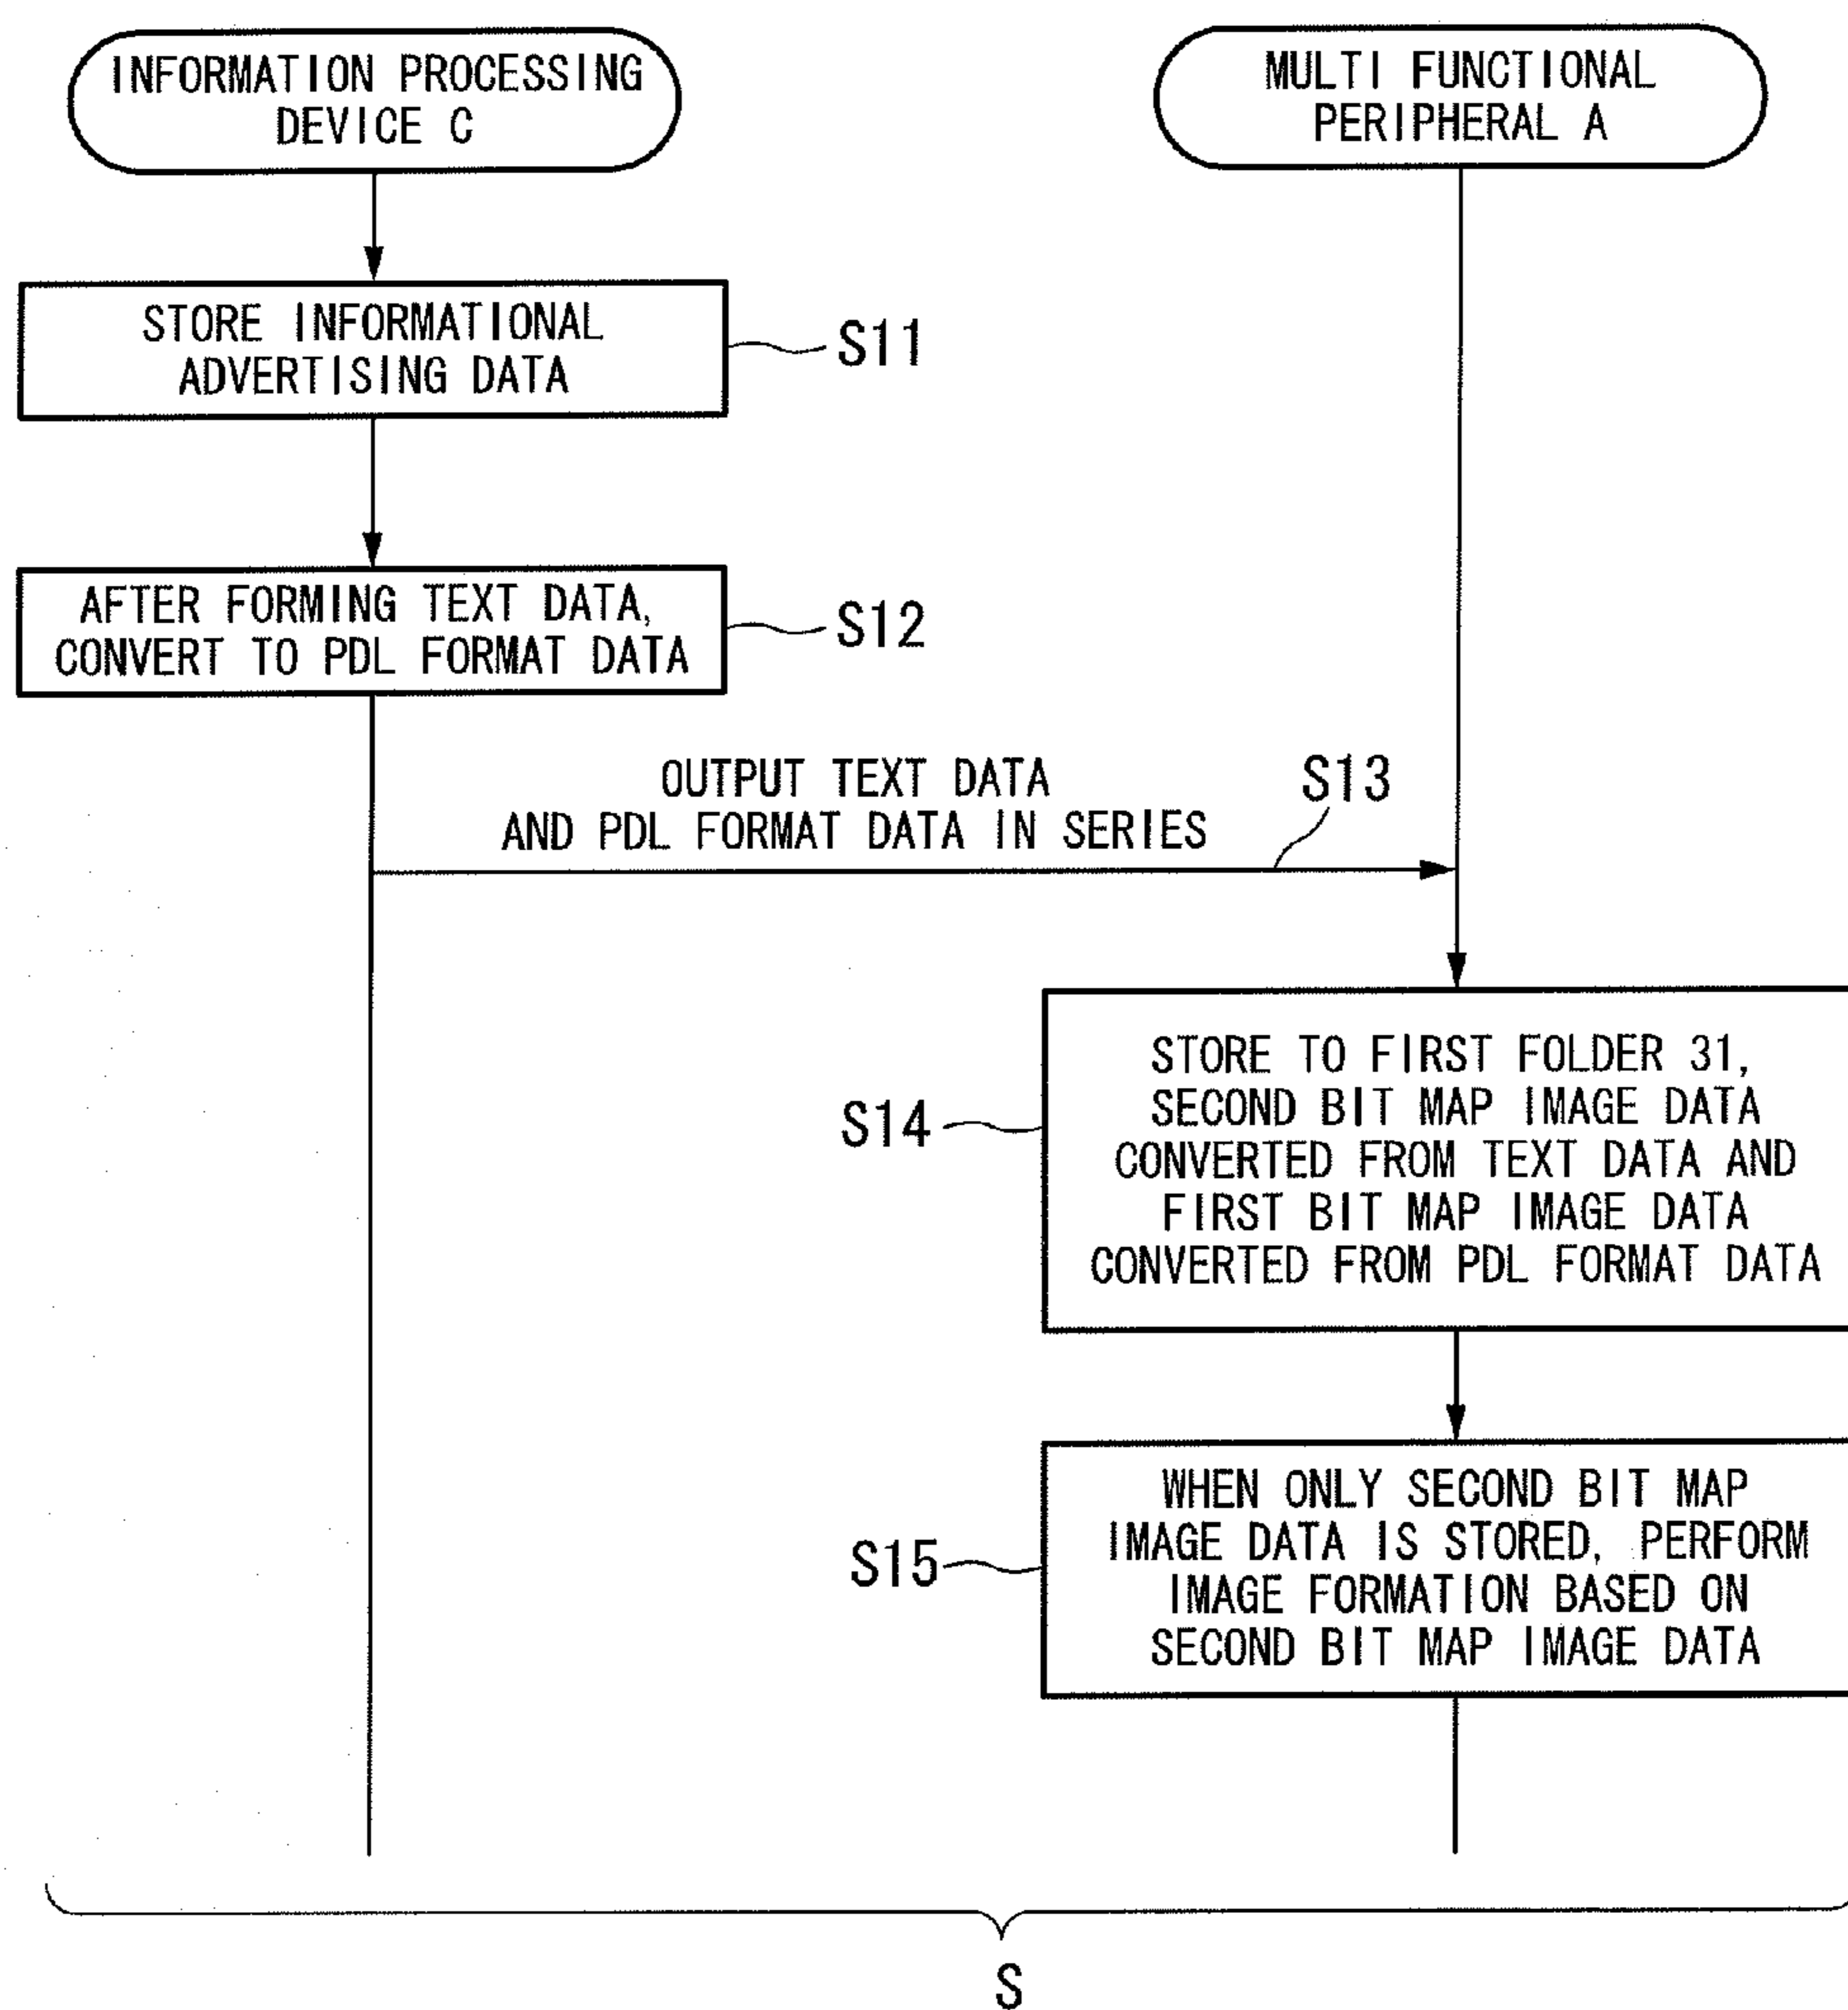 INFORMATION PROCESSING
DEVICE C
MULTI FUNCTIONAL
PERIPHERAL A
STORE INFORMATIONAL
ADVERTISING DATA
S11
AFTER FORMING TEXT DATA,
CONVERT TO PDL FORMAT DATA
S12
OUTPUT TEXT DATA
AND PDL FORMAT DATA IN SERIES
S13
STORE TO FIRST FOLDER 31,
SECOND BIT MAP IMAGE DATA
CONVERTED FROM TEXT DATA AND
FIRST BIT MAP IMAGE DATA
CONVERTED FROM PDL FORMAT DATA
S14
WHEN ONLY SECOND BIT MAP
IMAGE DATA IS STORED, PERFORM
IMAGE FORMATION BASED ON
SECOND BIT MAP IMAGE DATA
S15
S